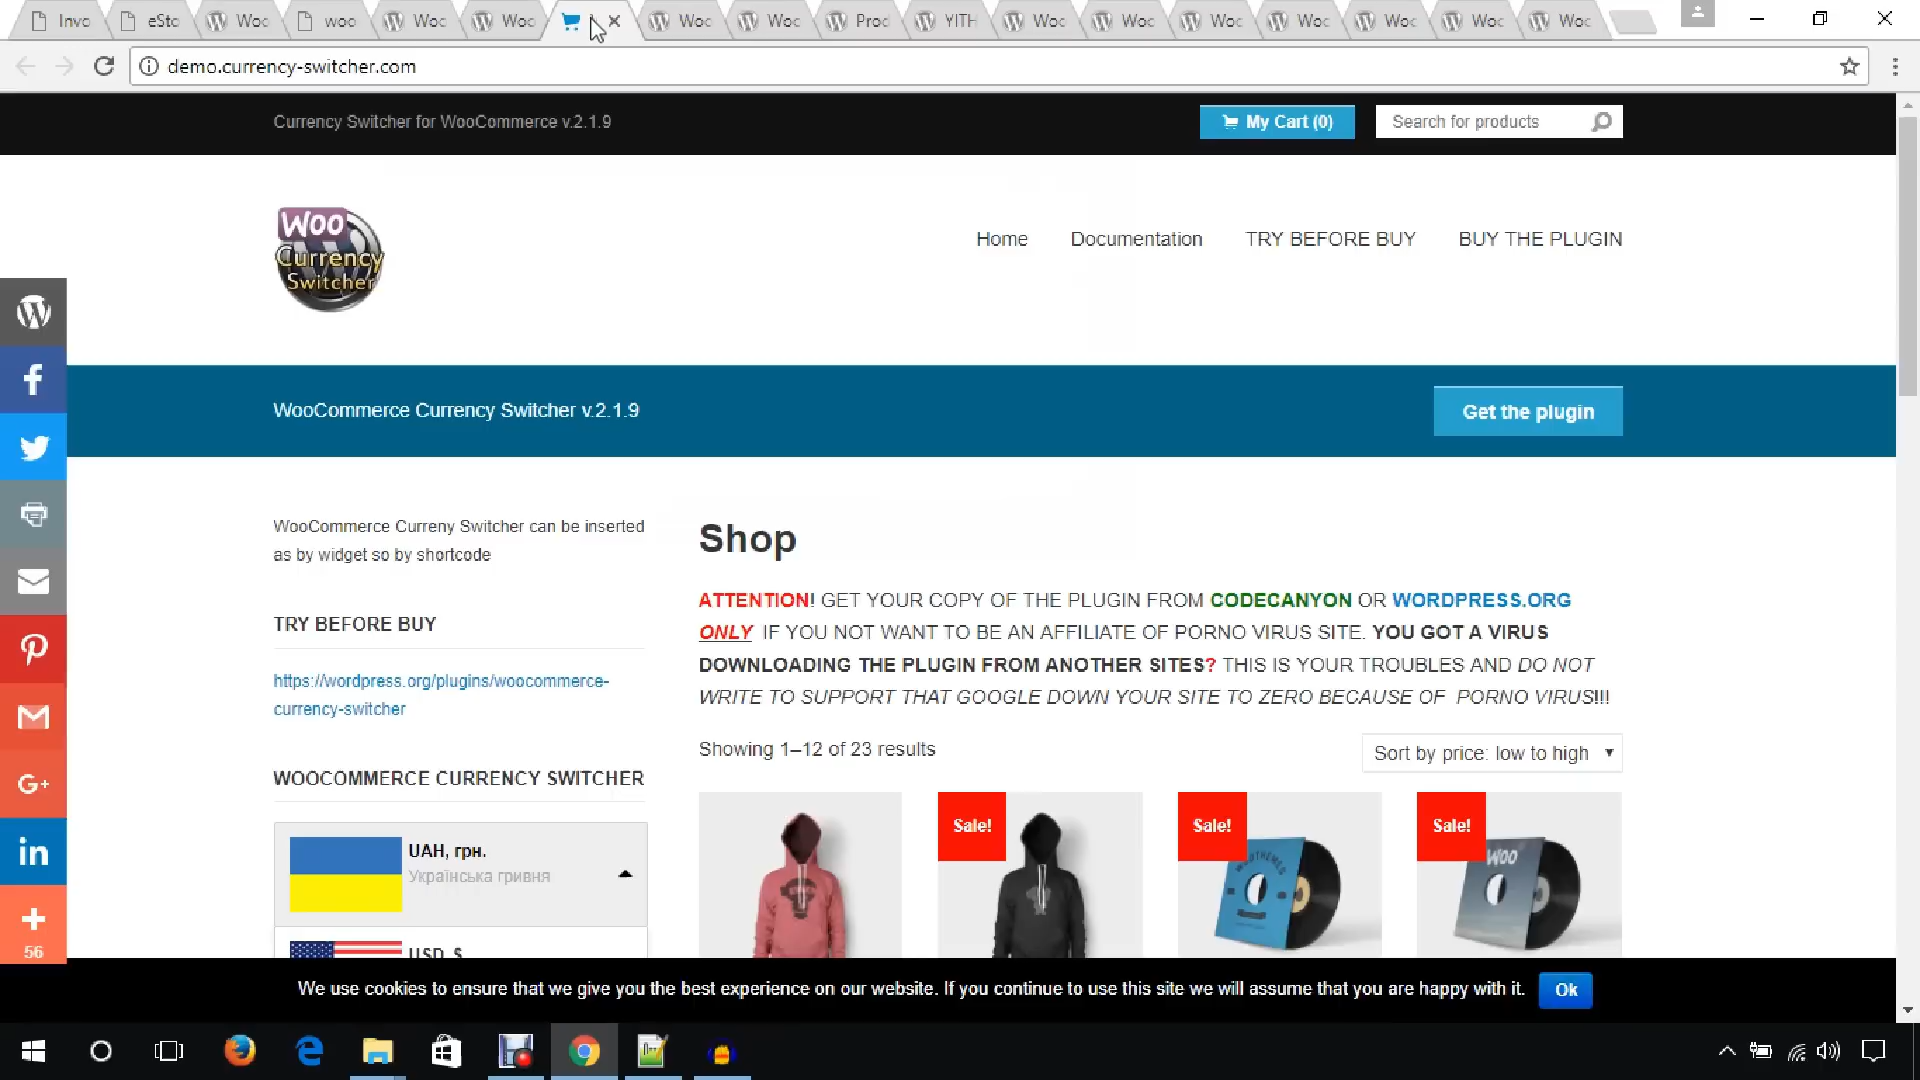 Invo eSto Woo woo Woo Woo Woo Woo Prod YITH Woo Woo Woo Woo Woo Woo Woo
demo.currency-switcher.com
Currency Switcher for WooCommerce v.2.1.9
My Cart (0)
Search for products
Woo
Currency
Switcher
Home Documentation TRY BEFORE BUY BUY THE PLUGIN
WooCommerce Currency Switcher v.2.1.9
Get the plugin
WooCommerce Curreny Switcher can be inserted
as by widget so by shortcode
TRY BEFORE BUY
https://wordpress.org/plugins/woocommerce-
currency-switcher
WOOCOMMERCE CURRENCY SWITCHER
UAH, грн.
Українська гривня
USD, $
Shop
ATTENTION! GET YOUR COPY OF THE PLUGIN FROM CODECANYON OR WORDPRESS.ORG
ONLY IF YOU NOT WANT TO BE AN AFFILIATE OF PORNO VIRUS SITE. YOU GOT A VIRUS
DOWNLOADING THE PLUGIN FROM ANOTHER SITES? THIS IS YOUR TROUBLES AND DO NOT
WRITE TO SUPPORT THAT GOOGLE DOWN YOUR SITE TO ZERO BECAUSE OF PORNO VIRUS!!!
Showing 1–12 of 23 results
Sort by price: low to high
Sale!
Sale!
WOOTHEMES
Sale!
WOO
G+
in
56
We use cookies to ensure that we give you the best experience on our website. If you continue to use this site we will assume that you are happy with it.
Ok